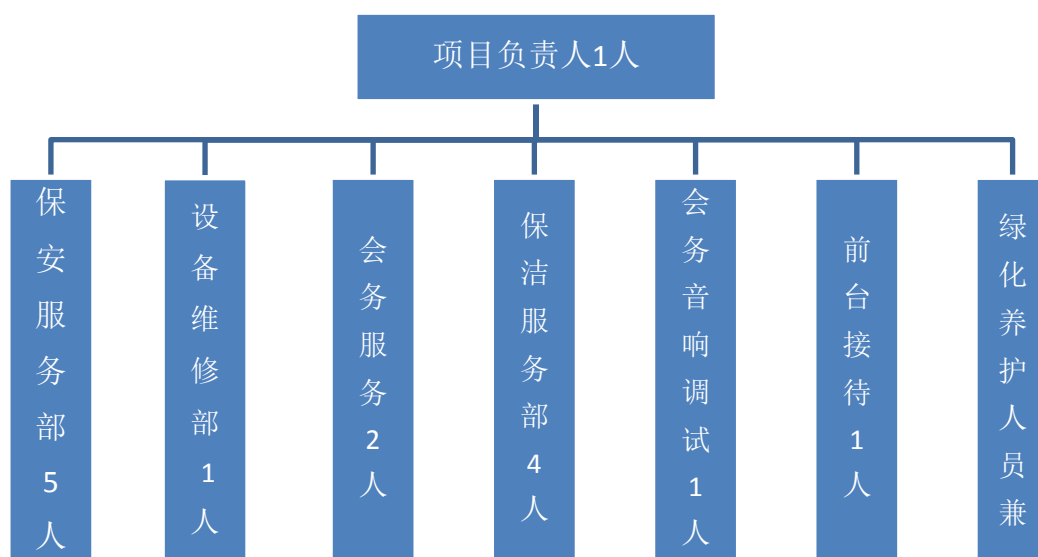 项目负责人1人
保安服务部5人
设备维修部1人
会务服务2人
保洁服务部4人
会务音响调试1人
前台接待1人
绿化养护人员兼